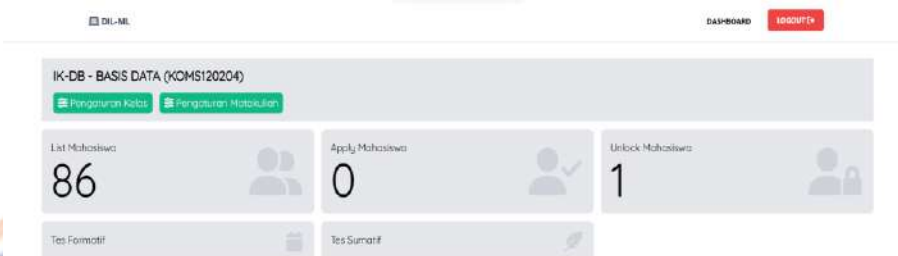 DIL-ML
DASHBOARD
LOGOUT
IK-DB - BASIS DATA (KOMS120204)
Pengaturan Kelas
Pengaturan Matakuliah
List Mahasiswa
86
Apply Mahasiswa
0
Unlock Mahasiswa
1
Tes Formatif
Tes Sumatif